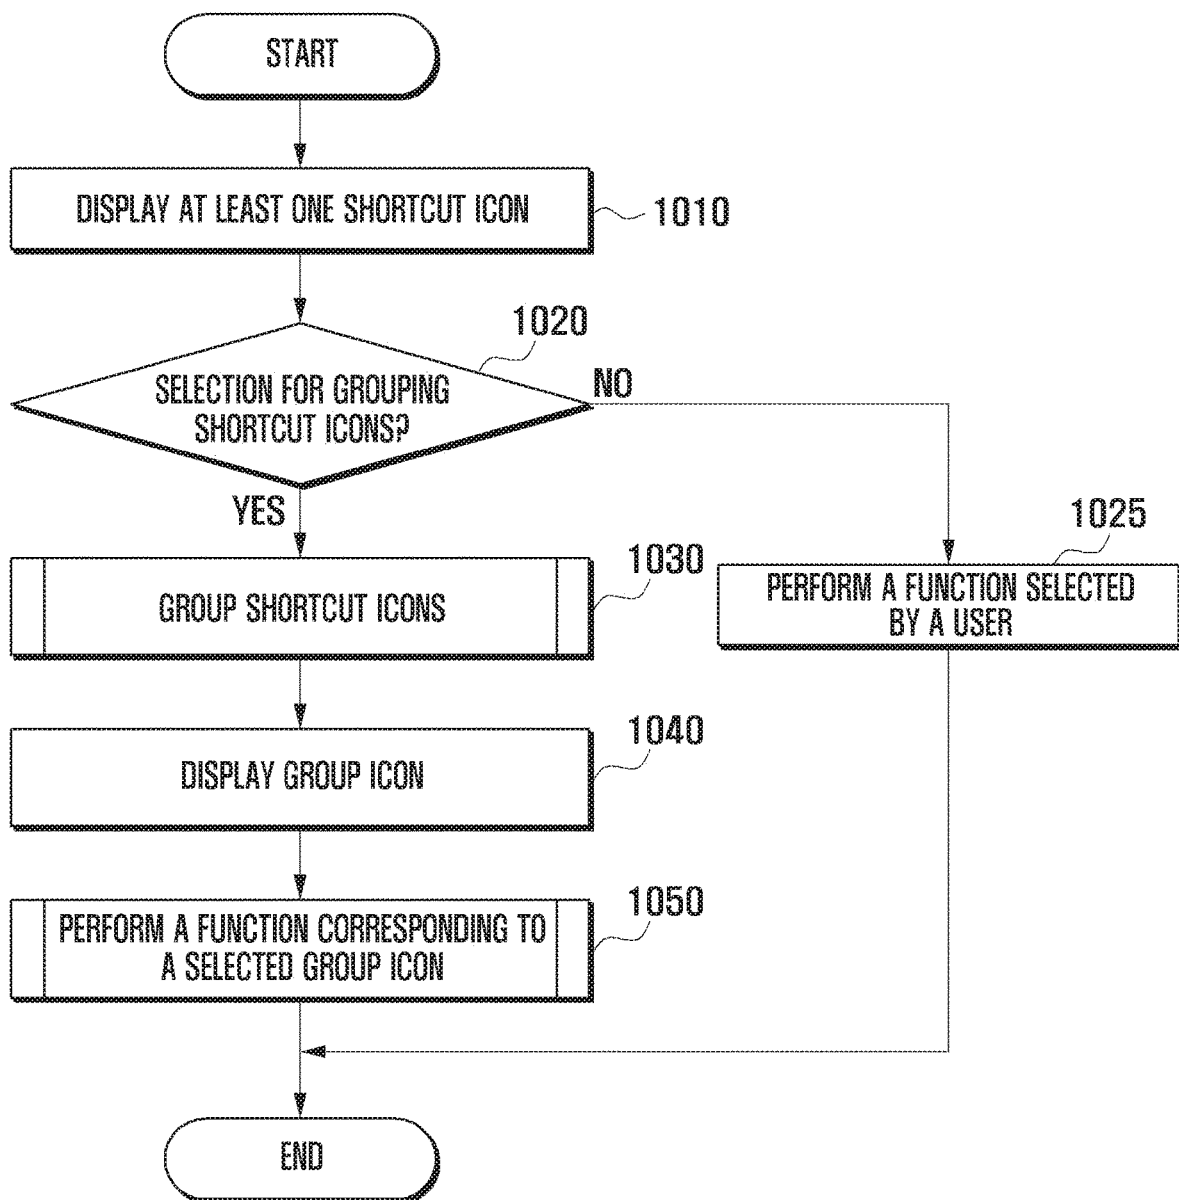 START
DISPLAY AT LEAST ONE SHORTCUT ICON
1010
1020
SELECTION FOR GROUPING
SHORTCUT ICONS?
NO
YES
1025
PERFORM A FUNCTION SELECTED
BY A USER
1030
GROUP SHORTCUT ICONS
1040
DISPLAY GROUP ICON
1050
PERFORM A FUNCTION CORRESPONDING TO
A SELECTED GROUP ICON
END